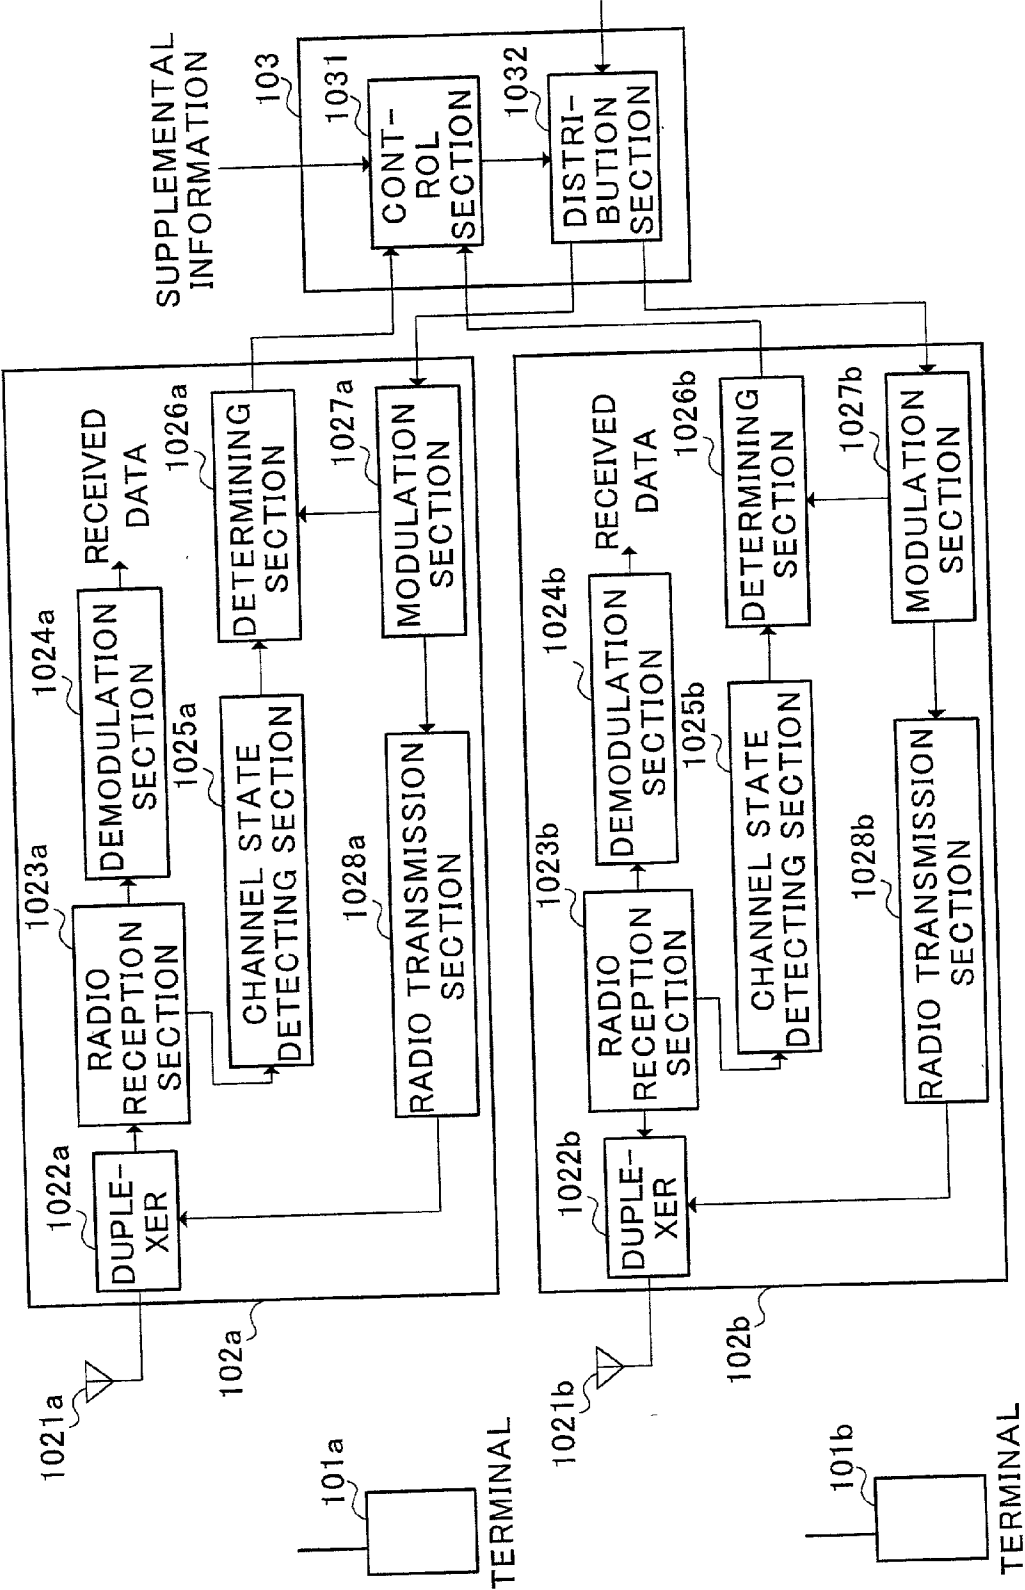 SUPPLEMENTAL
INFORMATION
103
1031
CONT-
ROL
SECTION
1032
DISTRI-
BUTION
SECTION
1021a
102a
1022a
DUPLE-
XER
1023a
RADIO
RECEPTION
SECTION
1024a
DEMODULATION
SECTION
RECEIVED
DATA
1025a
CHANNEL STATE
DETECTING SECTION
1026a
DETERMINING
SECTION
1027a
MODULATION
SECTION
1028a
RADIO TRANSMISSION
SECTION
101a
TERMINAL
1021b
102b
1022b
DUPLE-
XER
1023b
RADIO
RECEPTION
SECTION
1024b
DEMODULATION
SECTION
RECEIVED
DATA
1025b
CHANNEL STATE
DETECTING SECTION
1026b
DETERMINING
SECTION
1027b
MODULATION
SECTION
1028b
RADIO TRANSMISSION
SECTION
101b
TERMINAL